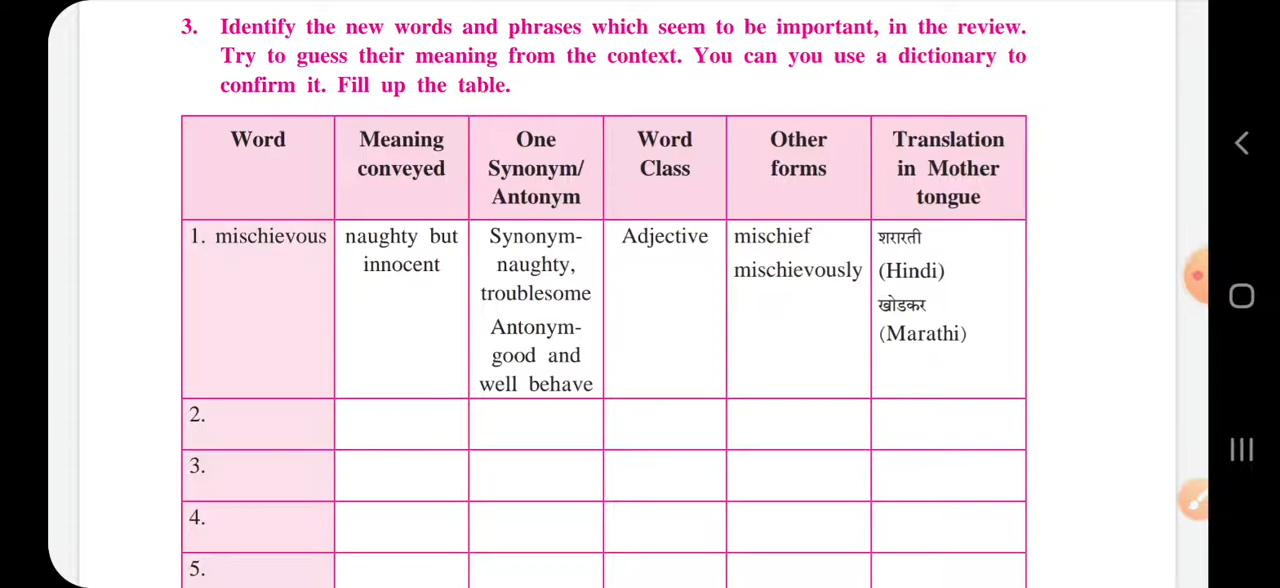 3. Identify the new words and phrases which seem to be important, in the review.
Try to guess their meaning from the context. You can you use a dictionary to
confirm it. Fill up the table.
Word
Meaning
conveyed
One
Synonym/
Antonym
Word
Class
Other
forms
Translation
in Mother
tongue
1. mischievous
naughty but
innocent
Synonym-
naughty,
troublesome
Antonym-
good and
well behave
Adjective
mischief
mischievously
शरारती
(Hindi)
खोडकर
(Marathi)
2.
3.
4.
5.